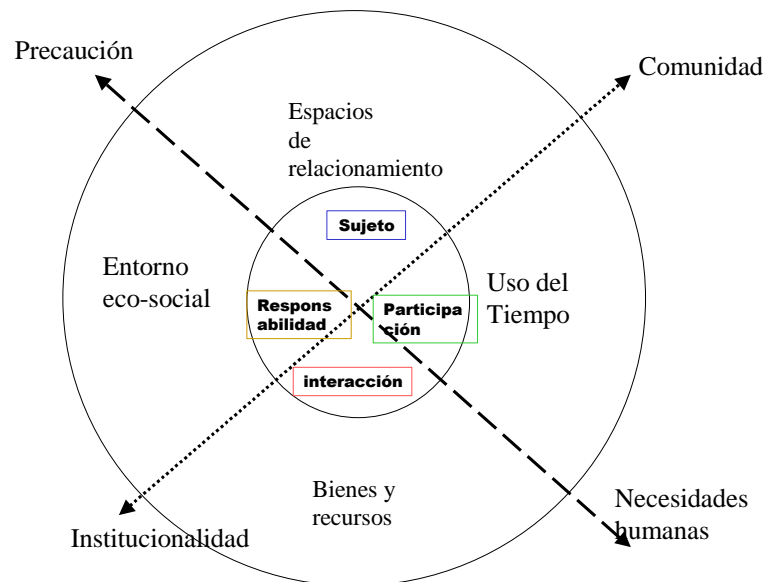 Precaución
Comunidad
Espacios
de
relacionamiento
Sujeto
Entorno
eco-social
Uso del
Tiempo
Respons
abilidad
Participa
ción
interacción
Bienes y
recursos
Institucionalidad
Necesidades
humanas